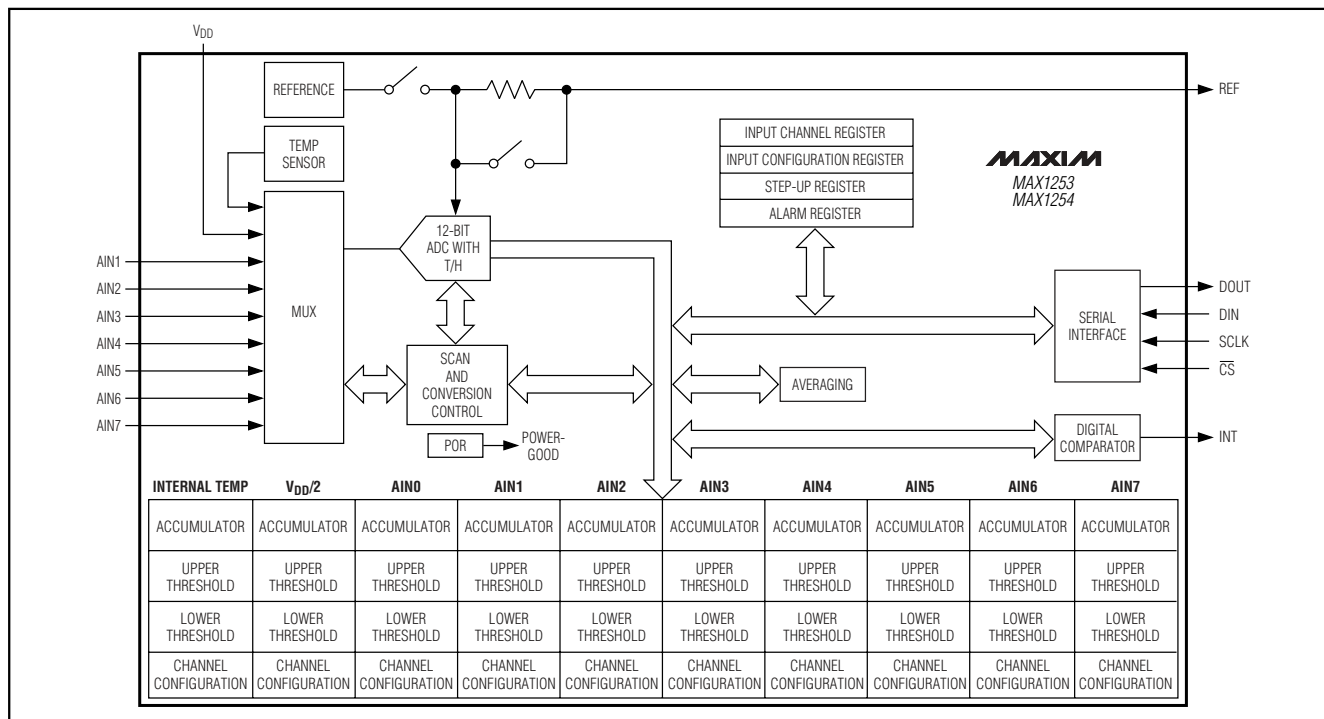 VDD
REFERENCE
REF
TEMP
SENSOR
INPUT CHANNEL REGISTER
INPUT CONFIGURATION REGISTER
STEP-UP REGISTER
ALARM REGISTER
MAXIM
MAX1253
MAX1254
12-BIT
ADC WITH
T/H
AIN1
AIN2
AIN3
AIN4
AIN5
AIN6
AIN7
MUX
SCAN
AND
CONVERSION
CONTROL
SERIAL
INTERFACE
DOUT
DIN
SCLK
CS
AVERAGING
POR
POWER-
GOOD
DIGITAL
COMPARATOR
INT
INTERNAL TEMP VDD/2 AIN0 AIN1 AIN2 AIN3 AIN4 AIN5 AIN6 AIN7
ACCUMULATOR ACCUMULATOR ACCUMULATOR ACCUMULATOR ACCUMULATOR ACCUMULATOR ACCUMULATOR ACCUMULATOR ACCUMULATOR ACCUMULATOR
UPPER UPPER UPPER UPPER UPPER UPPER UPPER UPPER UPPER UPPER
THRESHOLD THRESHOLD THRESHOLD THRESHOLD THRESHOLD THRESHOLD THRESHOLD THRESHOLD THRESHOLD THRESHOLD
LOWER LOWER LOWER LOWER LOWER LOWER LOWER LOWER LOWER LOWER
THRESHOLD THRESHOLD THRESHOLD THRESHOLD THRESHOLD THRESHOLD THRESHOLD THRESHOLD THRESHOLD THRESHOLD
CHANNEL CHANNEL CHANNEL CHANNEL CHANNEL CHANNEL CHANNEL CHANNEL CHANNEL CHANNEL
CONFIGURATION CONFIGURATION CONFIGURATION CONFIGURATION CONFIGURATION CONFIGURATION CONFIGURATION CONFIGURATION CONFIGURATION CONFIGURATION